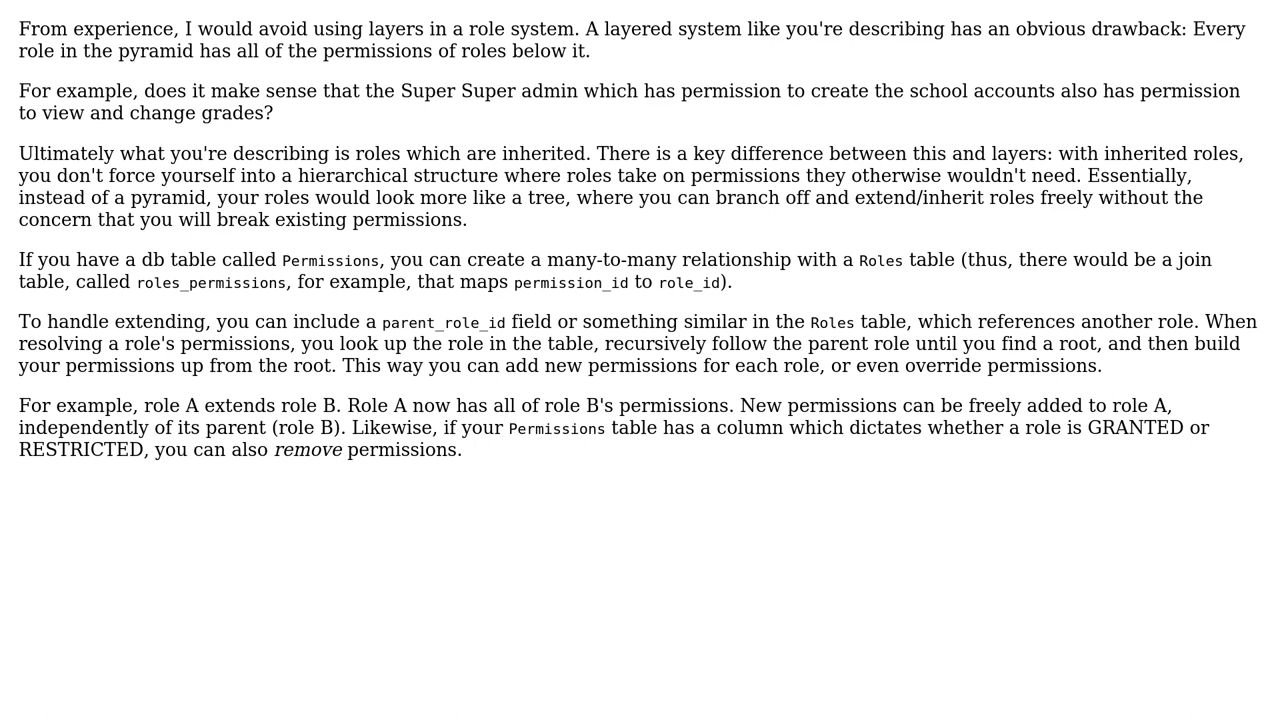 From experience, I would avoid using layers in a role system. A layered system like you're describing has an obvious drawback: Every
role in the pyramid has all of the permissions of roles below it.
For example, does it make sense that the Super Super admin which has permission to create the school accounts also has permission
to view and change grades?
Ultimately what you're describing is roles which are inherited. There is a key difference between this and layers: with inherited roles,
you don't force yourself into a hierarchical structure where roles take on permissions they otherwise wouldn't need. Essentially,
instead of a pyramid, your roles would look more like a tree, where you can branch off and extend/inherit roles freely without the
concern that you will break existing permissions.
If you have a db table called Permissions, you can create a many-to-many relationship with a Roles table (thus, there would be a join
table, called roles_permissions, for example, that maps permission_id to role_id).
To handle extending, you can include a parent_role_id field or something similar in the Roles table, which references another role. When
resolving a role's permissions, you look up the role in the table, recursively follow the parent role until you find a root, and then build
your permissions up from the root. This way you can add new permissions for each role, or even override permissions.
For example, role A extends role B. Role A now has all of role B's permissions. New permissions can be freely added to role A,
independently of its parent (role B). Likewise, if your Permissions table has a column which dictates whether a role is GRANTED or
RESTRICTED, you can also remove permissions.